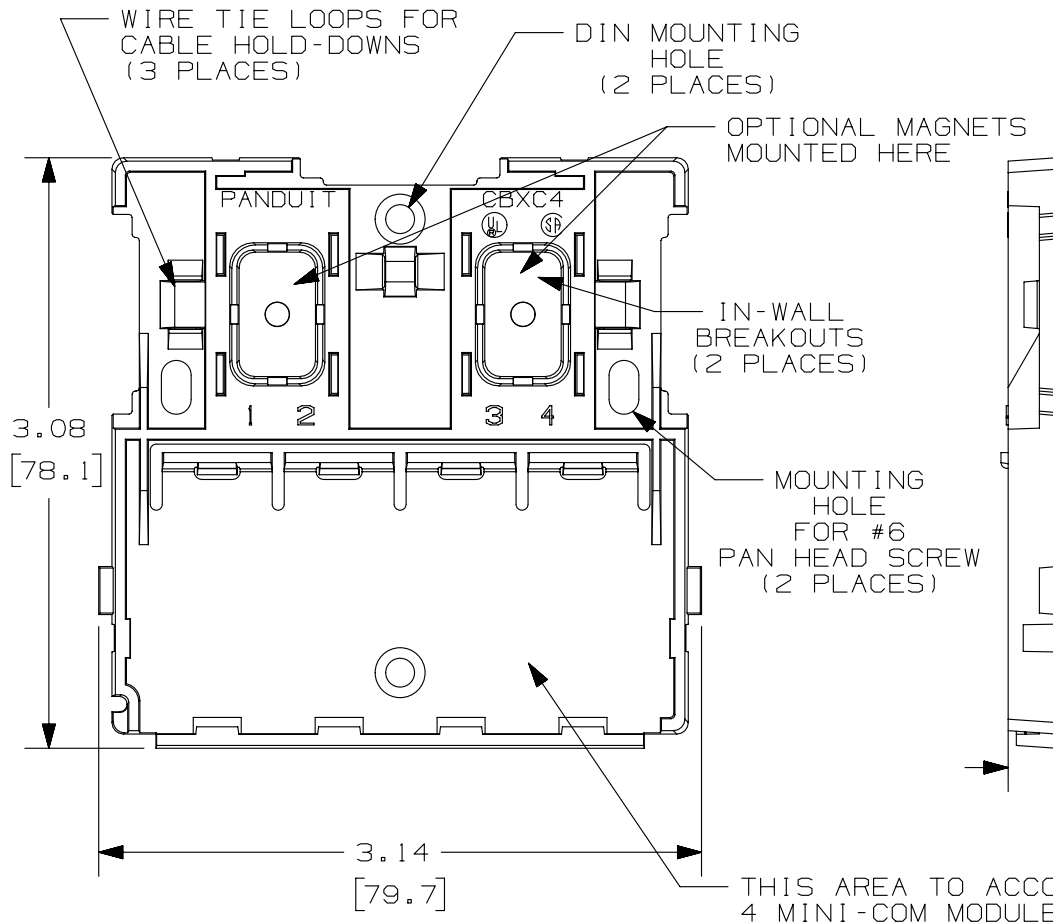 WIRE TIE LOOPS FOR
CABLE HOLD-DOWNS
(3 PLACES)
DIN MOUNTING
HOLE
(2 PLACES)
OPTIONAL MAGNETS
MOUNTED HERE
PANDUIT
CBXC4
UL
IN-WALL
BREAKOUTS
(2 PLACES)
1 2
3 4
3.08
[78.1]
MOUNTING
HOLE
FOR #6
PAN HEAD SCREW
(2 PLACES)
3.14
[79.7]
THIS AREA TO
4 MINI-COM